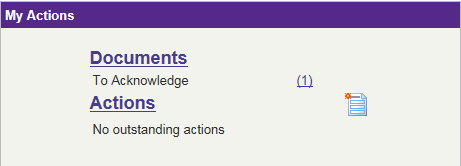 My Actions
Documents
To Acknowledge (1)
Actions
No outstanding actions